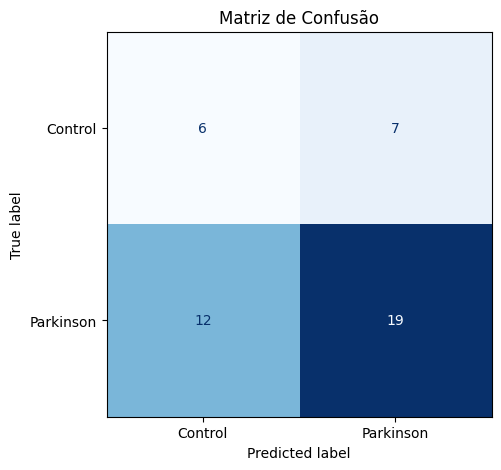 Matriz de Confusão
Control
6
7
True label
Parkinson
12
19
Control
Parkinson
Predicted label